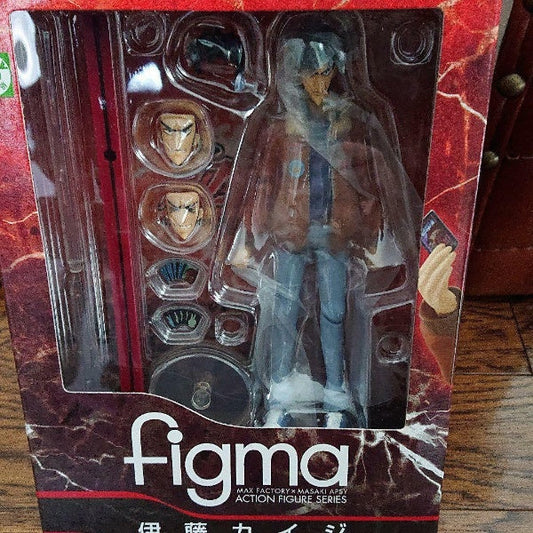 figma
MAX FACTORY × MASAKI APSY
ACTION FIGURE SERIES
伊藤カイジ